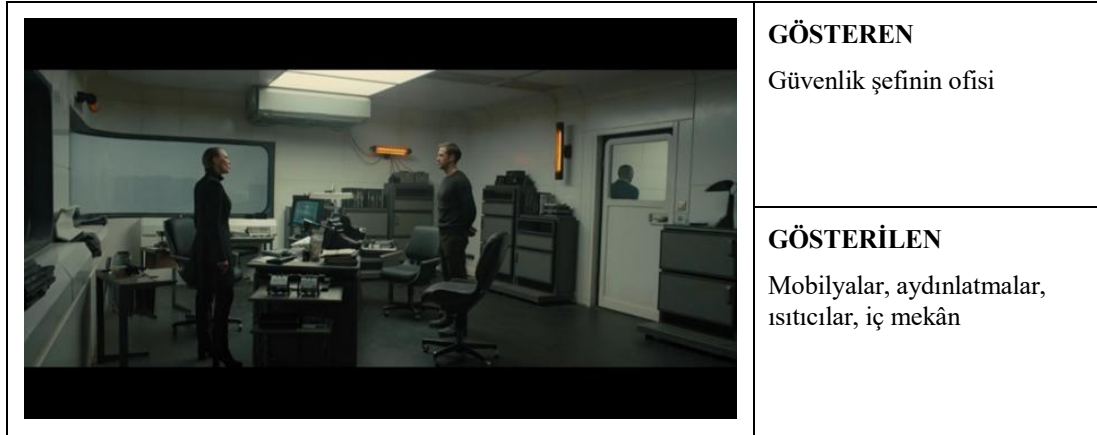 GÖSTEREN
Güvenlik şefinin ofisi
GÖSTERİLEN
Mobilyalar, aydınlatmalar,
ısıtıcılar, iç mekân